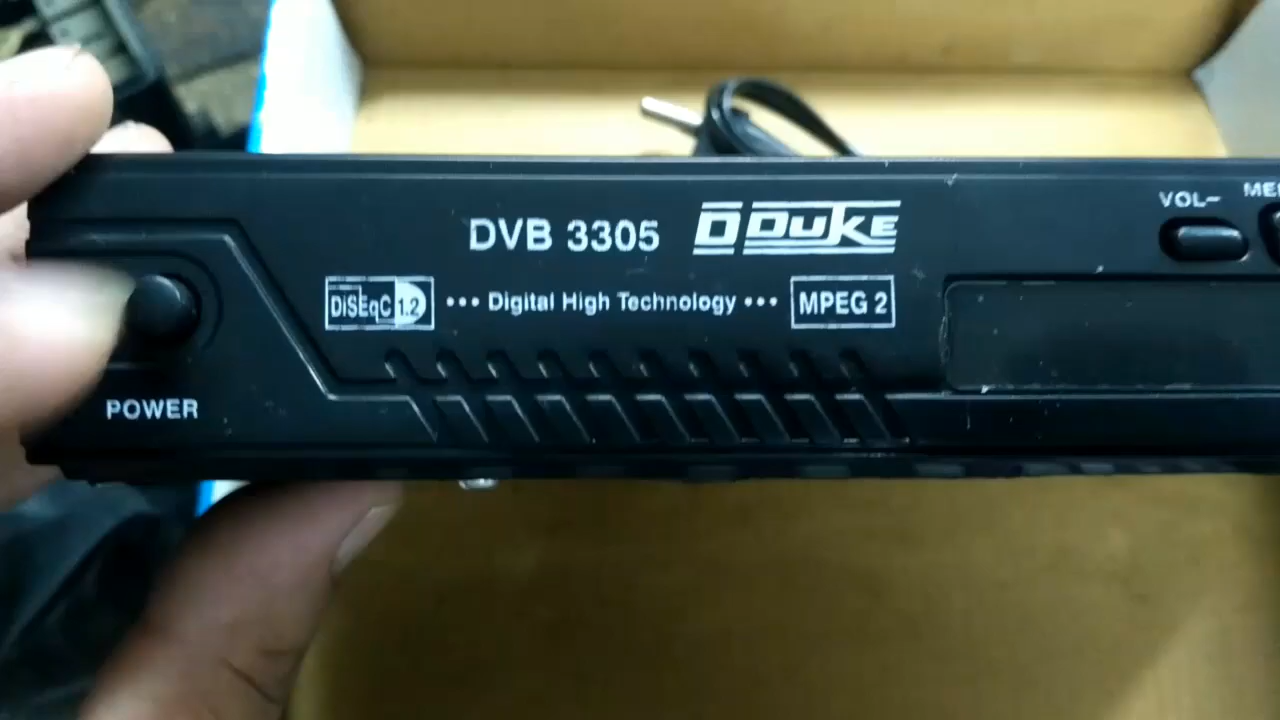 VOL-
DVB 3305 DUKE
DiSEqC 1.2 ••• Digital High Technology ••• MPEG 2
POWER